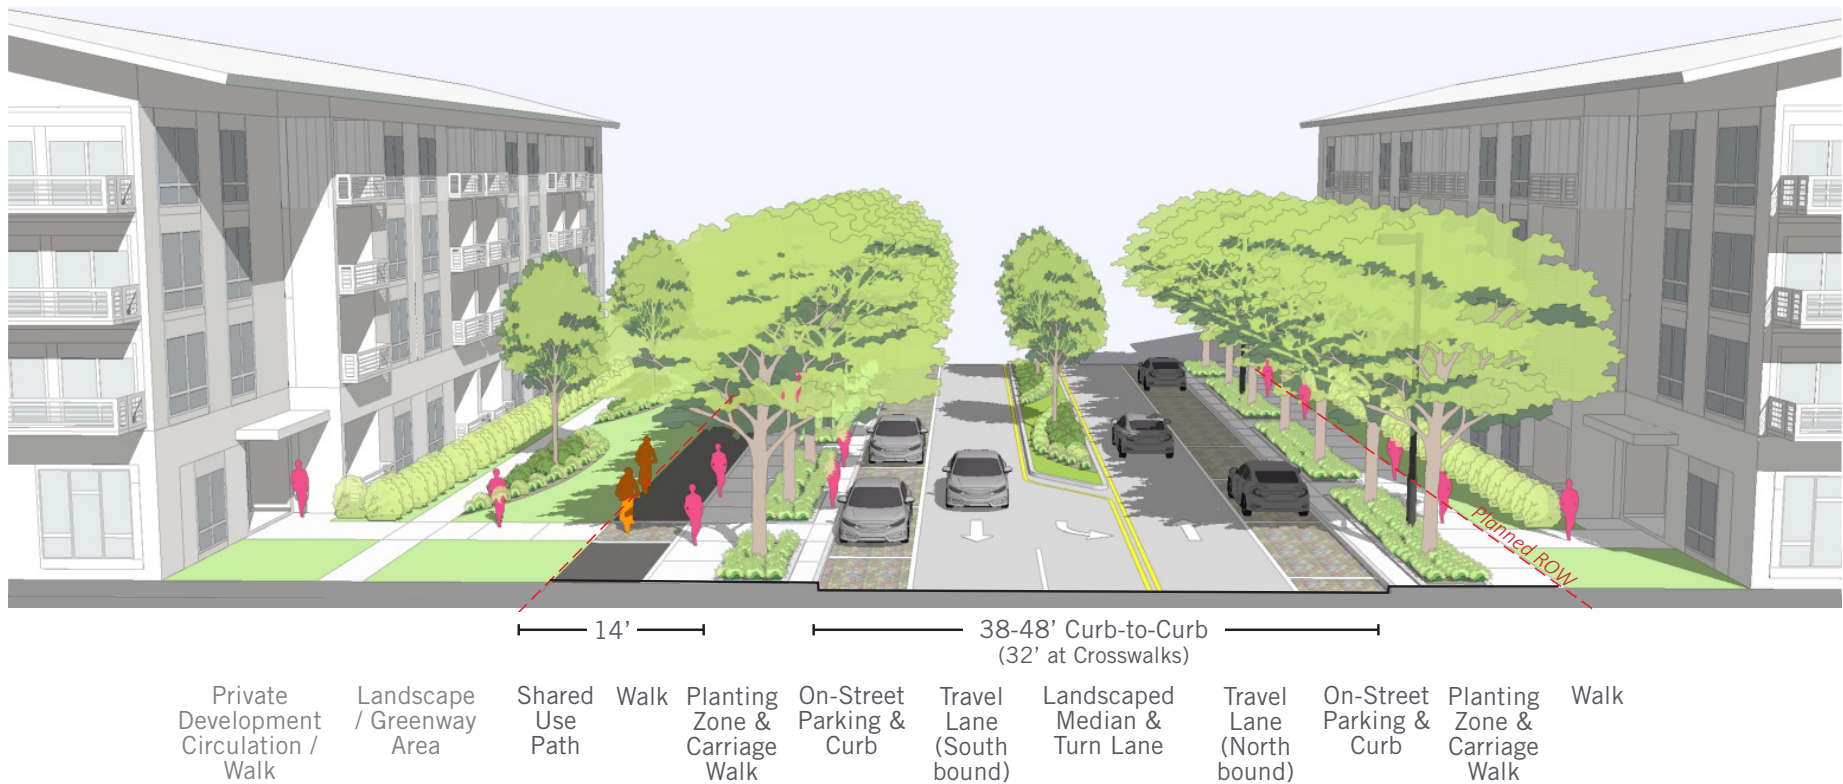 Planned ROW
14'
38-48' Curb-to-Curb
(32' at Crosswalks)
Private
Development
Circulation /
Walk
Landscape
/ Greenway
Area
Shared
Use
Path
Walk
Planting
Zone &
Carriage
Walk
On-Street
Parking &
Curb
Travel
Lane
(South
bound)
Landscaped
Median &
Turn Lane
Travel
Lane
(North
bound)
On-Street
Parking &
Curb
Planting
Zone &
Carriage
Walk
Walk